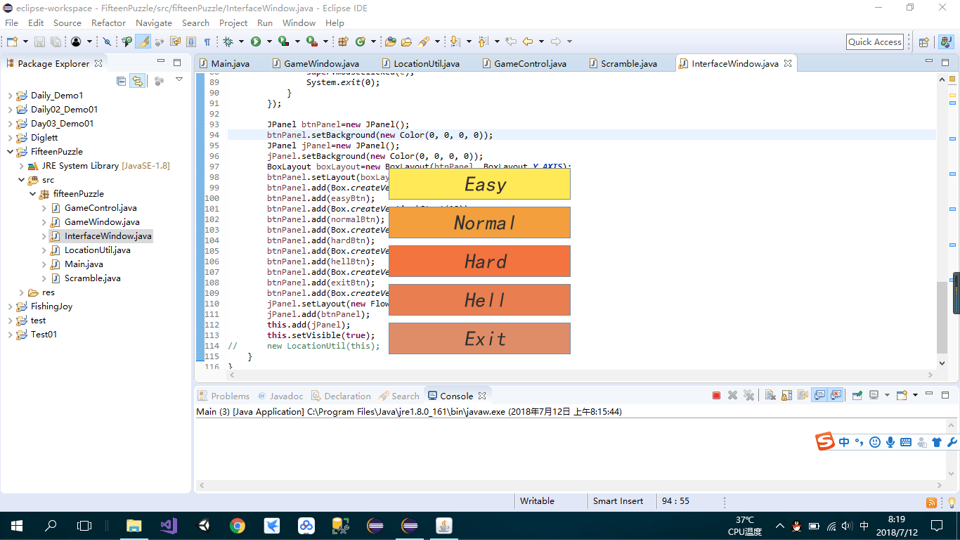 eclipse-workspace - FifteenPuzzle/src/fifteenPuzzle/InterfaceWindow.java - Eclipse IDE
File Edit Source Refactor Navigate Search Project Run Window Help
Quick Access
Package Explorer
Main.java GameWindow.java LocationUtil.java GameControl.java Scramble.java InterfaceWindow.java
Daily_Demo1
Daily02_Demo01
Day03_Demo01
Diglett
FifteenPuzzle
JRE System Library [JavaSE-1.8]
src
fifteenPuzzle
GameControl.java
GameWindow.java
InterfaceWindow.java
LocationUtil.java
Main.java
Scramble.java
res
FishingJoy
test
Test01
89 System.exit(0);
90 }
91 });
92
93 JPanel btnPanel=new JPanel();
94 btnPanel.setBackground(new Color(0, 0, 0, 0));
95 JPanel jPanel=new JPanel();
96 jPanel.setBackground(new Color(0, 0, 0, 0));
97 BoxLayout boxLayout=new BoxLayout(btnPanel, BoxLayout.Y_AXIS);
98 btnPanel.setLayout(boxLay
99 btnPanel.add(Box.createVe
100 btnPanel.add(easyBtn);
101 btnPanel.add(Box.createVe
102 btnPanel.add(normalBtn);
103 btnPanel.add(Box.createVe
104 btnPanel.add(hardBtn);
105 btnPanel.add(Box.createVe
106 btnPanel.add(hellBtn);
107 btnPanel.add(Box.createVe
108 btnPanel.add(exitBtn);
109 btnPanel.add(Box.createVe
110 jPanel.setLayout(new Flow
111 jPanel.add(btnPanel);
112 this.add(jPanel);
113 this.setVisible(true);
114 // new LocationUtil(this);
115 }
116 }
Easy
Normal
Hard
Hell
Exit
Problems Javadoc Declaration Search Console
Main (3) [Java Application] C:\Program Files\Java\jre1.8.0_161\bin\javaw.exe (2018年7月12日 上午8:15:44)
中
Writable Smart Insert 94 : 55
37℃
CPU温度
中
8:19
2018/7/12